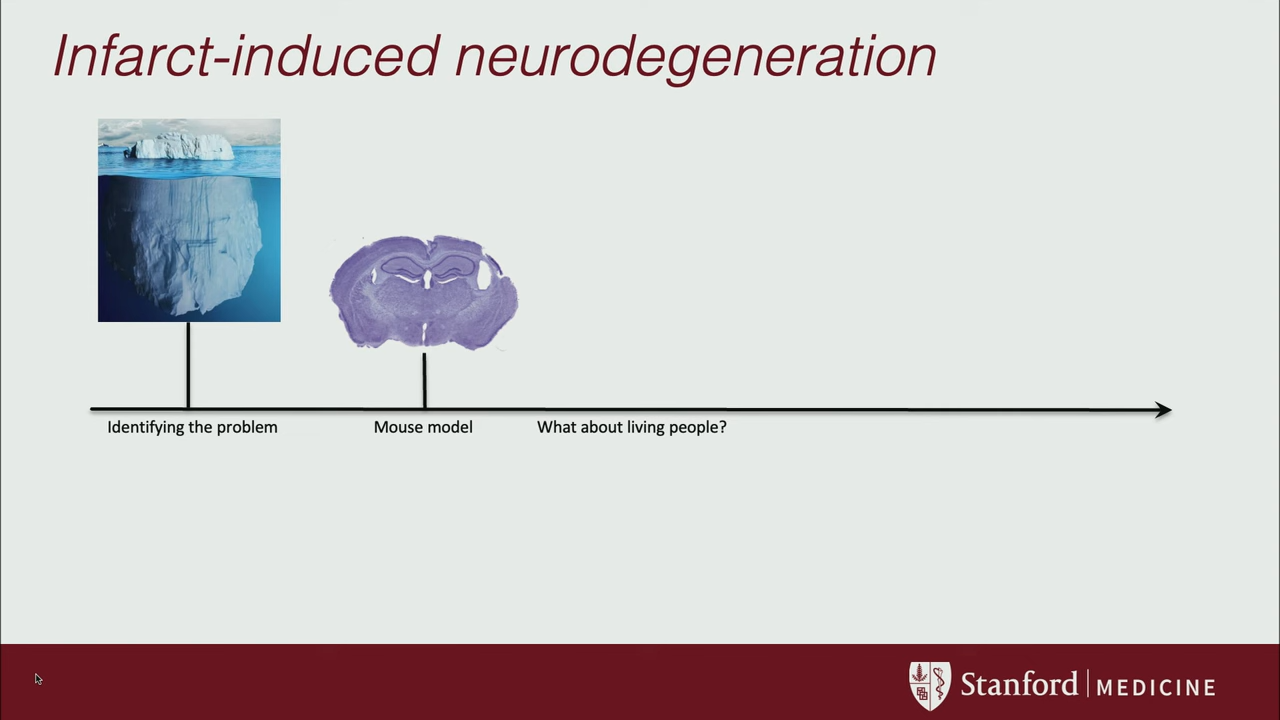 Infarct-induced neurodegeneration
Identifying the problem
Mouse model
What about living people?
Stanford MEDICINE